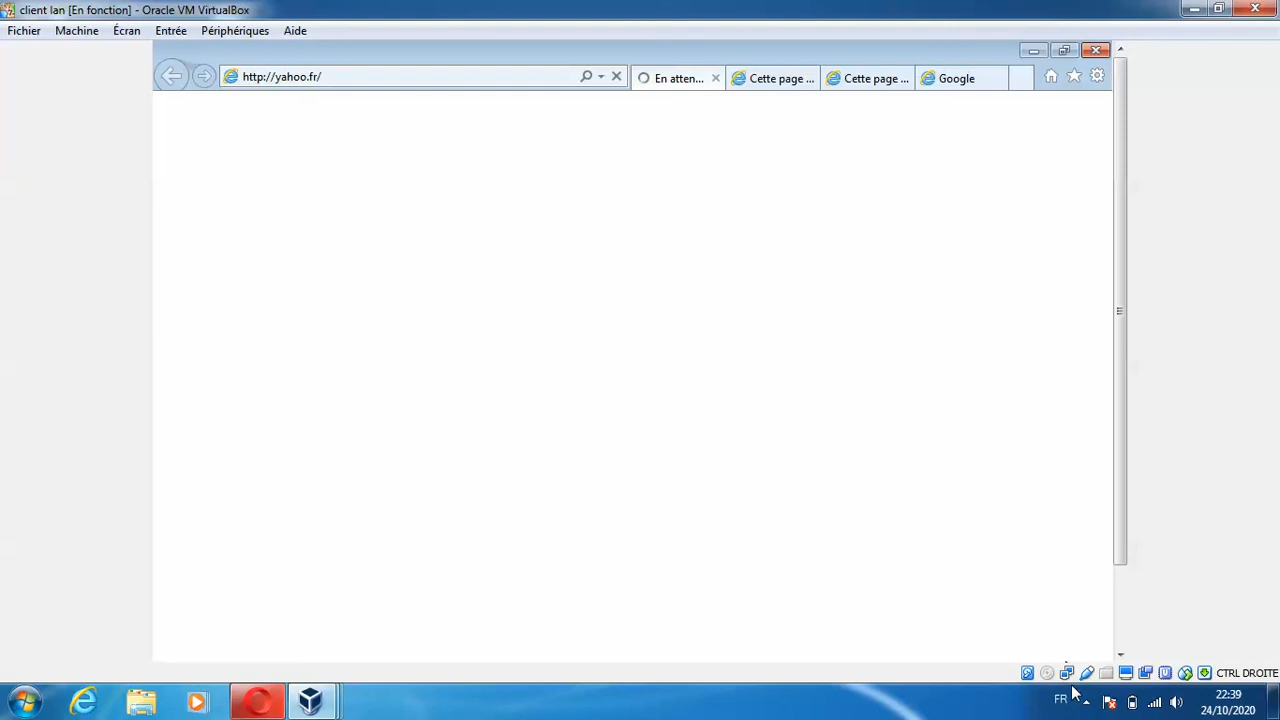 client lan [En fonction] - Oracle VM VirtualBox
Fichier Machine Écran Entrée Périphériques Aide
http://yahoo.fr/ En atten... Cette page ... Cette page ... Google
CTRL DROITE
FR 22:39
24/10/2020